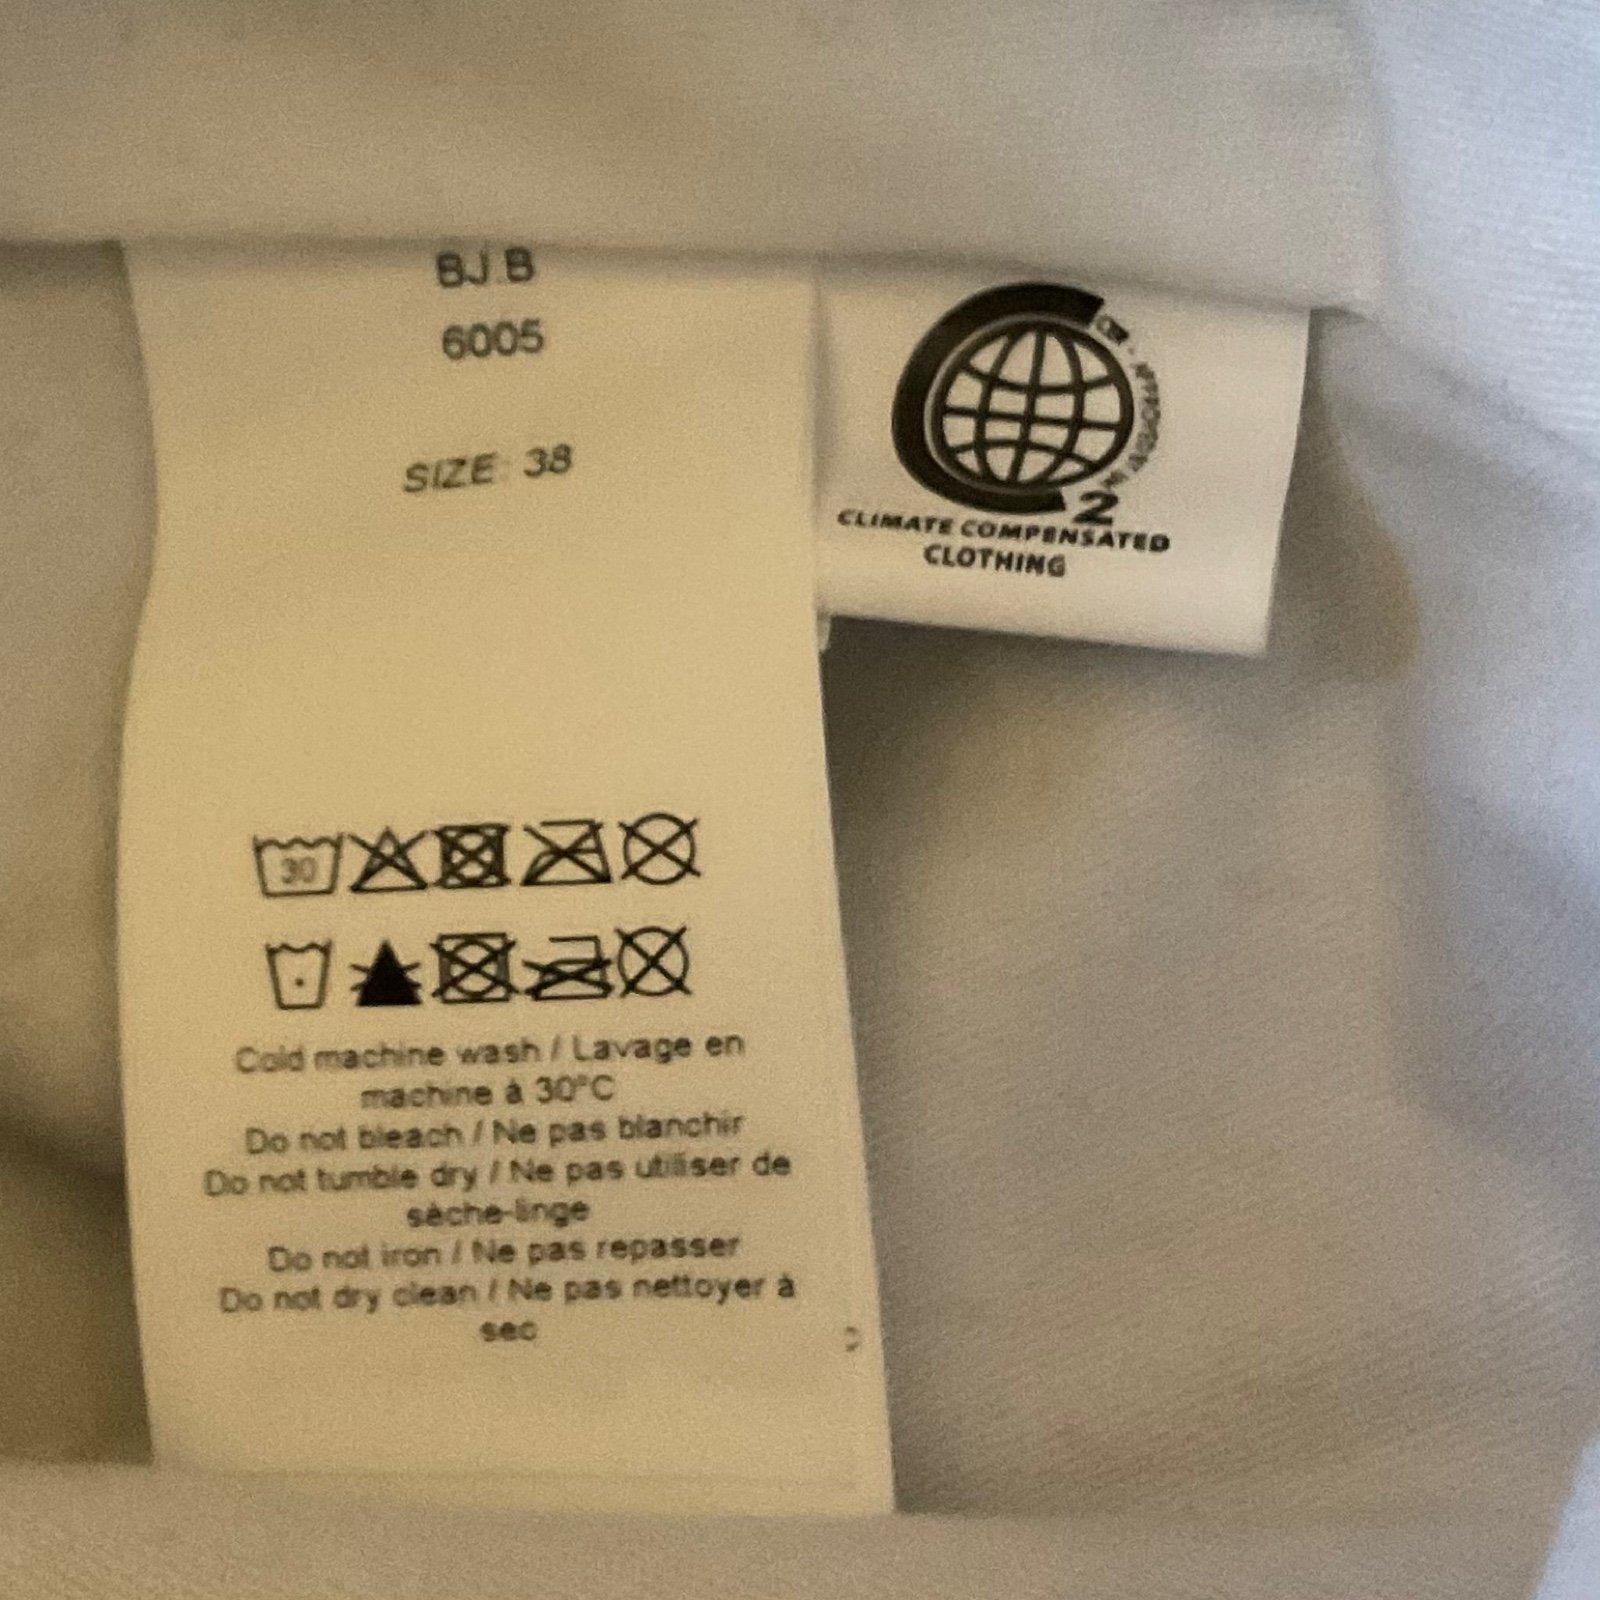 BJ.B
6005
SIZE: 38
2
CLIMATE COMPENSATED
CLOTHING
30
Cold machine wash / Lavage en
machine à 30°C
Do not bleach / Ne pas blanchir
Do not tumble dry / Ne pas utiliser de
sèche-linge
Do not iron / Ne pas repasser
Do not dry clean / Ne pas nettoyer à
sec